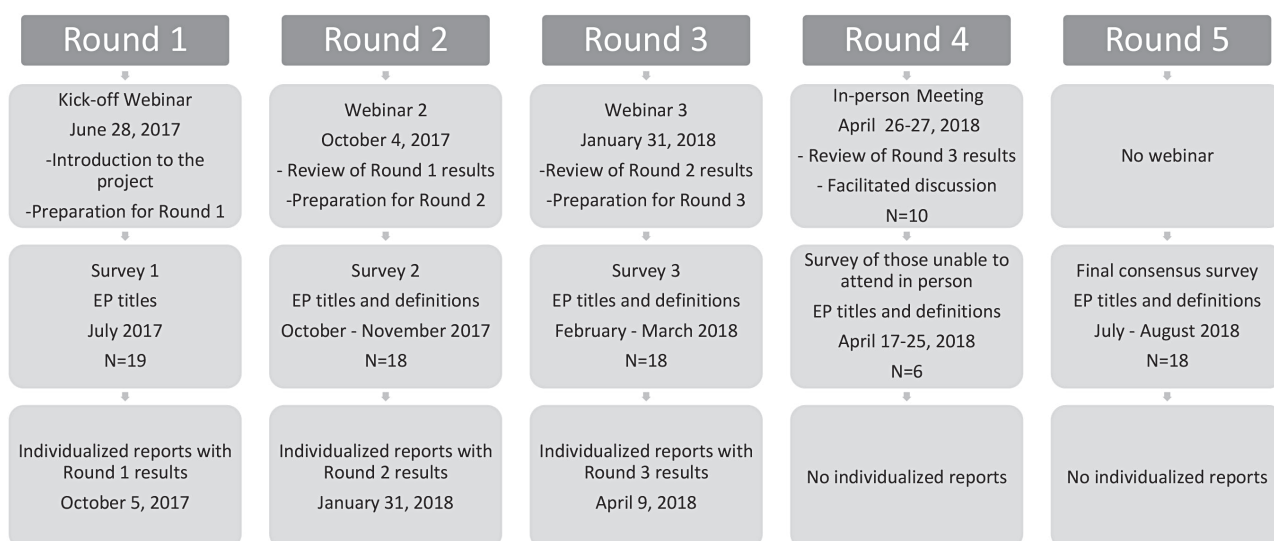 Round 1
Kick-off Webinar
June 28, 2017
-Introduction to the
project
-Preparation for Round 1
Survey 1
EP titles
July 2017
N=19
Individualized reports with
Round 1 results
October 5, 2017
Round 2
Webinar 2
October 4, 2017
- Review of Round 1 results
-Preparation for Round 2
Survey 2
EP titles and definitions
October - November 2017
N=18
Individualized reports with
Round 2 results
January 31, 2018
Round 3
Webinar 3
January 31, 2018
-Review of Round 2 results
-Preparation for Round 3
Survey 3
EP titles and definitions
February - March 2018
N=18
Individualized reports with
Round 3 results
April 9, 2018
Round 4
In-person Meeting
April 26-27, 2018
- Review of Round 3 results
- Facilitated discussion
N=10
Survey of those unable to
attend in person
EP titles and definitions
April 17-25, 2018
N=6
No individualized reports
Round 5
No webinar
Final consensus survey
EP titles and definitions
July - August 2018
N=18
No individualized reports